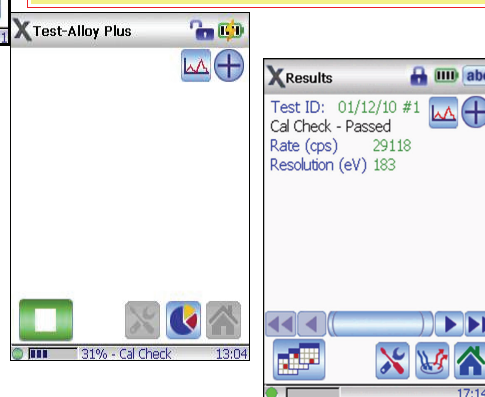 1
Test-Alloy Plus
31% - Cal Check 13:04
Results
abc
Test ID: 01/12/10 #1
Cal Check - Passed
Rate (cps) 29118
Resolution (eV) 183
17:14